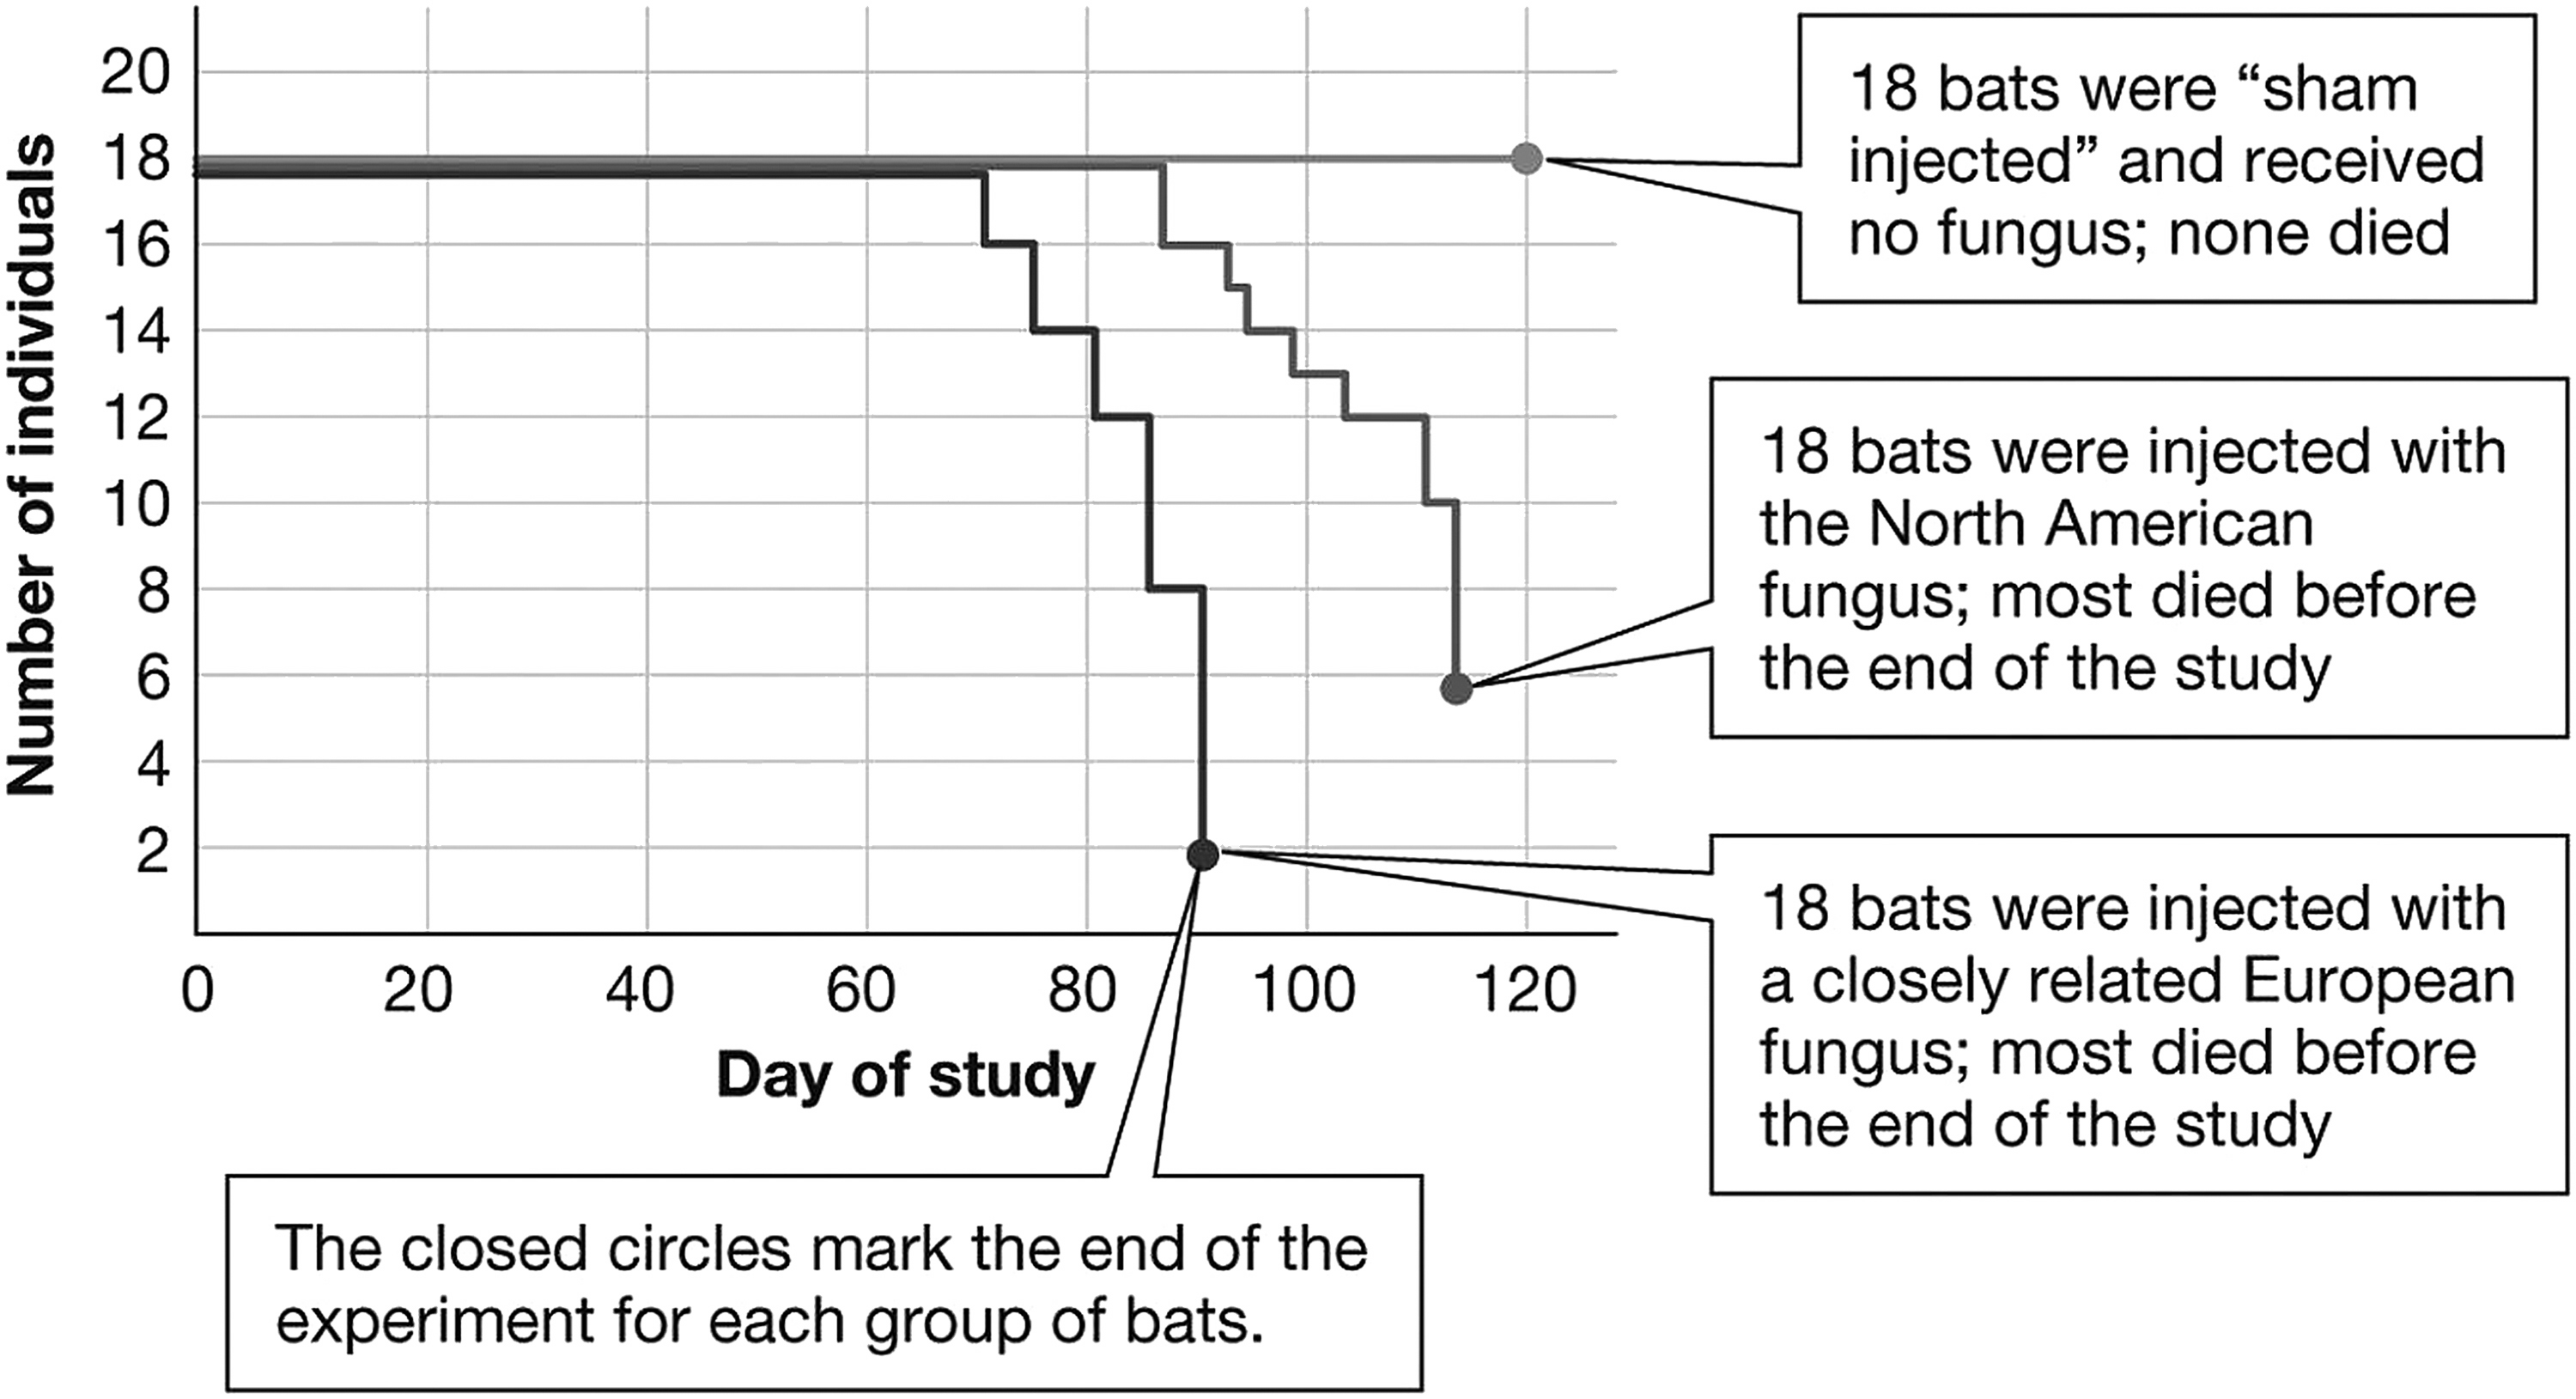 Number of individuals
20
18
16
14
12
10
8
6
4
2
0 20 40 60 80 100 120
Day of study
18 bats were “sham
injected” and received
no fungus; none died
18 bats were injected with
the North American
fungus; most died before
the end of the study
18 bats were injected with
a closely related European
fungus; most died before
the end of the study
The closed circles mark the end of the
experiment for each group of bats.